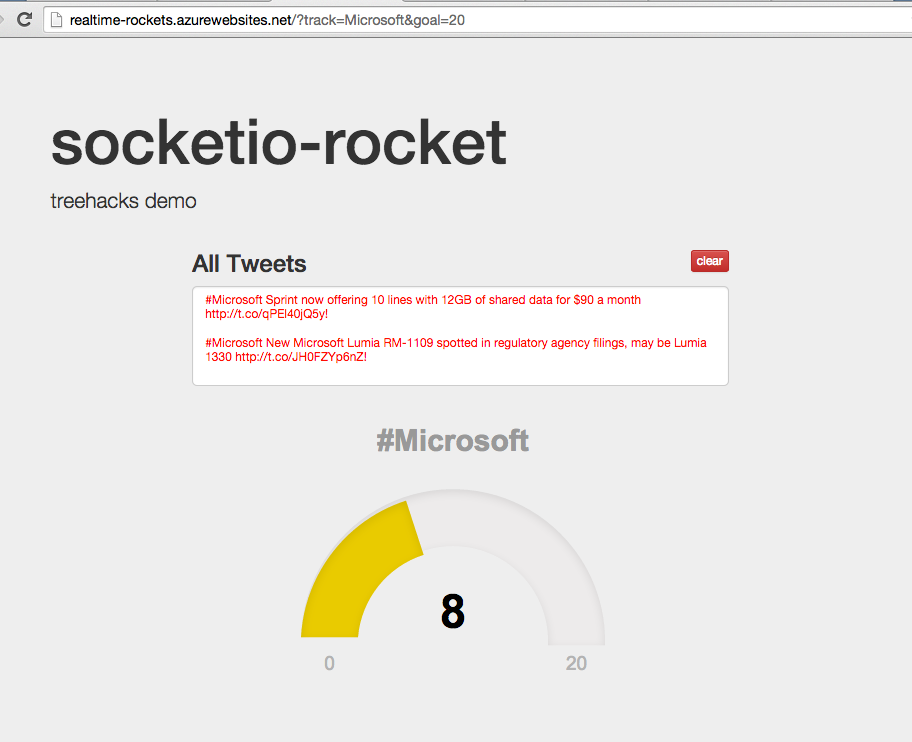 realtime-rockets.azurewebsites.net/?track=Microsoft&goal=20
socketio-rocket
treehacks demo
All Tweets
clear
#Microsoft Sprint now offering 10 lines with 12GB of shared data for $90 a month
http://t.co/qPEl40jQ5y!
#Microsoft New Microsoft Lumia RM-1109 spotted in regulatory agency filings, may be Lumia
1330 http://t.co/JH0FZYp6nZ!
#Microsoft
8
0
20